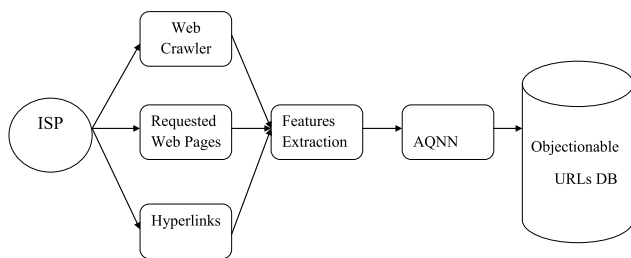 Web
Crawler
ISP
Requested
Web Pages
Features
Extraction
AQNN
Objectionable
URLs DB
Hyperlinks